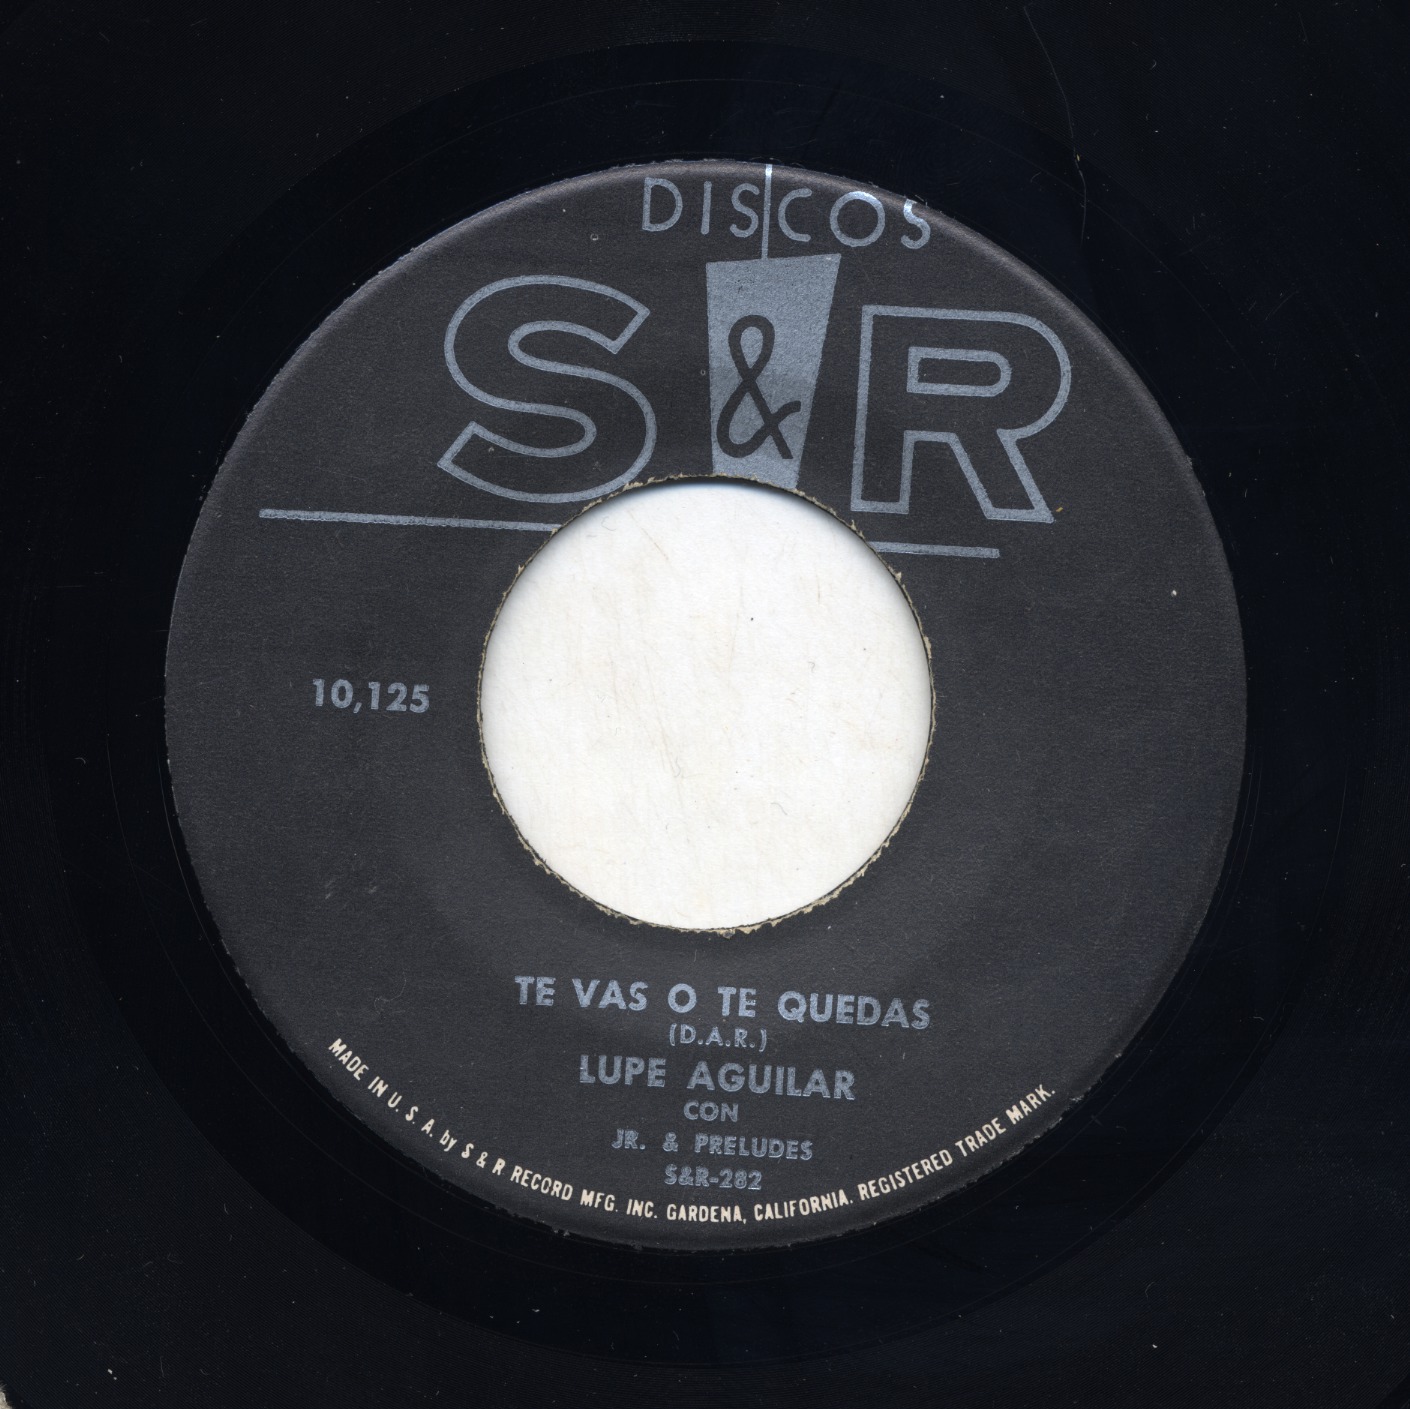 DISCOS
S&R
10,125
TE VAS O TE QUEDAS
(D.A.R.)
LUPE AGUILAR
CON
JR. & PRELUDES
S&R-282
MADE IN U. S. A. by S & R RECORD MFG. INC. GARDENA, CALIFORNIA. REGISTERED TRADE MARK.